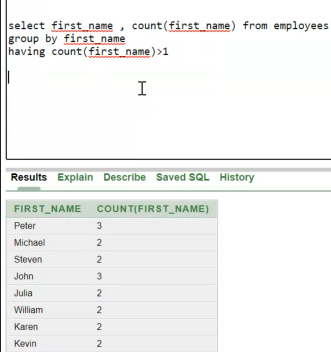 select first_name , count(first_name) from employees
group by first_name
having count(first_name)>1
Results Explain Describe Saved SQL History
FIRST_NAME COUNT(FIRST_NAME)
Peter 3
Michael 2
Steven 2
John 3
Julia 2
William 2
Karen 2
Kevin 2